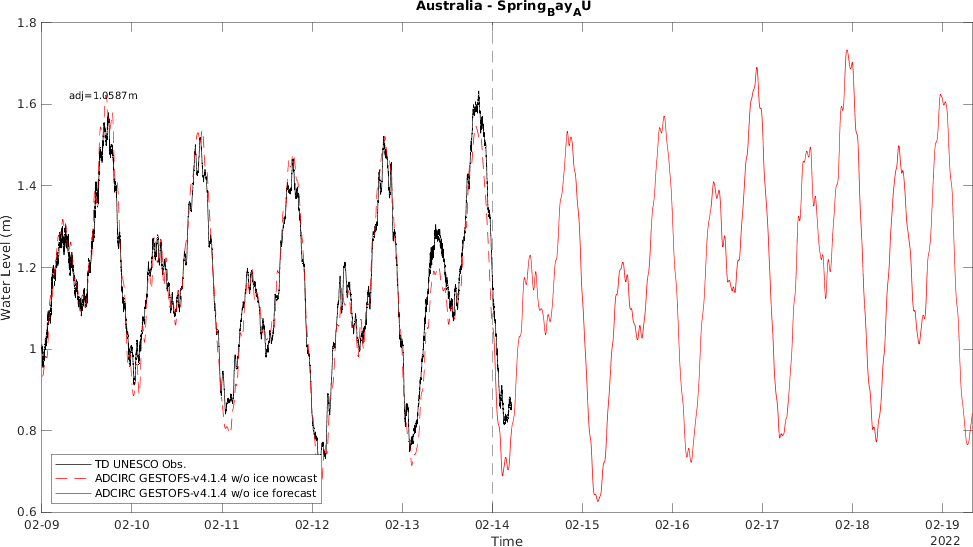 Australia - SpringBayAU
1.8
adj=1.0587m
1.6
1.4
1.2
1
0.8
0.6
Water Level (m)
TD UNESCO Obs.
ADCIRC GESTOFS-v4.1.4 w/o ice nowcast
ADCIRC GESTOFS-v4.1.4 w/o ice forecast
02-09 02-10 02-11 02-12 02-13 02-14 02-15 02-16 02-17 02-18 02-19
Time 2022